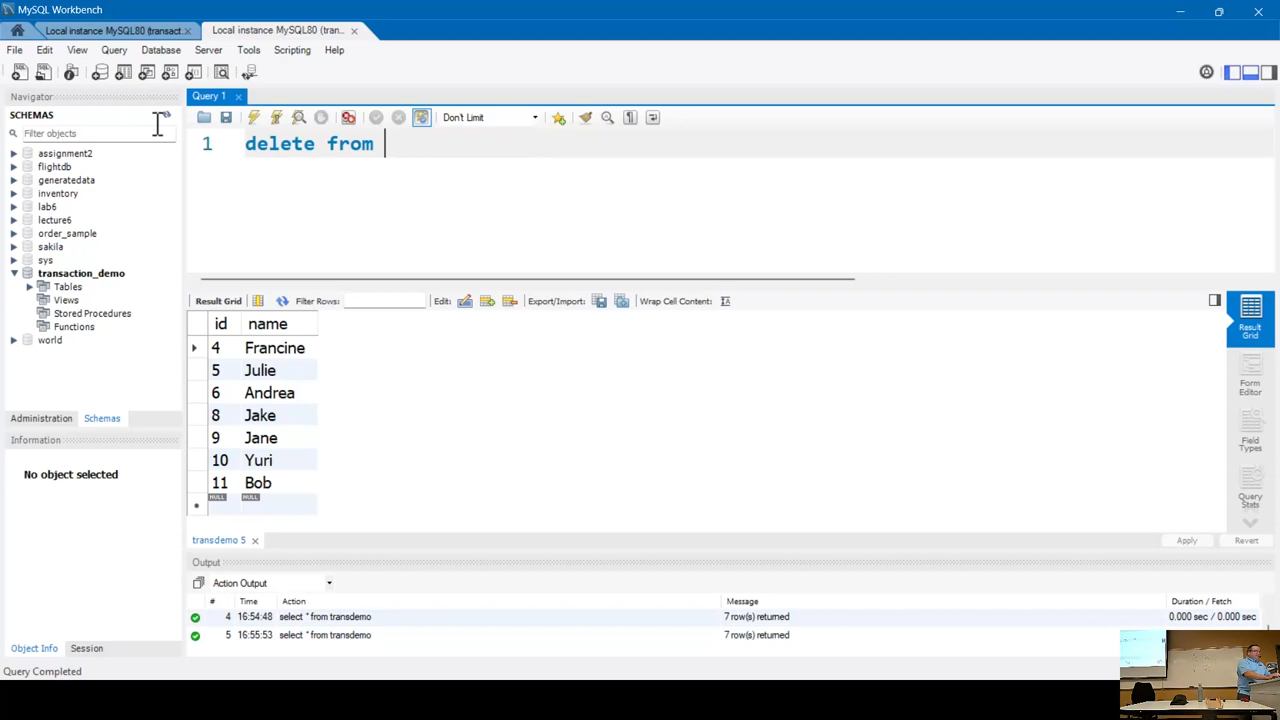 MySQL Workbench
Local instance MySQL80 (transact... Local instance MySQL80 (tran...
File Edit View Query Database Server Tools Scripting Help
Navigator
Query 1
SCHEMAS
Don't Limit
Filter objects
1 delete from
assignment2
flightdb
generatedata
inventory
lab6
lecture6
order_sample
sakila
sys
transaction_demo
Tables
Views
Stored Procedures
Functions
world
Administration Schemas
Information
No object selected
Object Info Session
Query Completed
Result Grid Filter Rows: Edit: Export/Import: Wrap Cell Content:
id name
4 Francine
5 Julie
6 Andrea
8 Jake
9 Jane
10 Yuri
11 Bob
NULL NULL
Result
Grid
Form
Editor
Field
Types
Query
Stats
transdemo 5 Apply Revert
Output
Action Output
# Time Action Message Duration / Fetch
4 16:54:48 select * from transdemo 7 row(s) returned 0.000 sec / 0.000 sec
5 16:55:53 select * from transdemo 7 row(s) returned